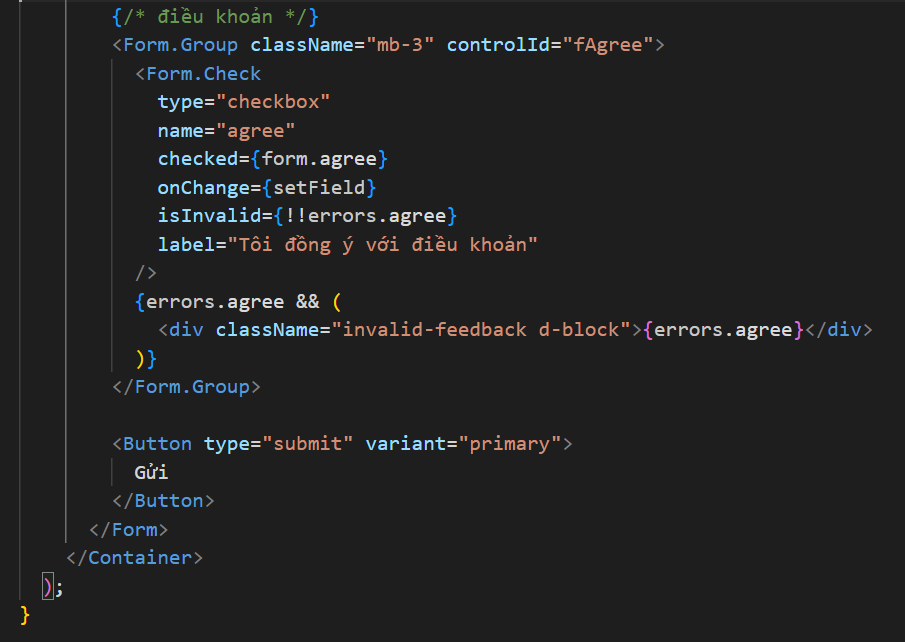 {/* điều khoản */}
<Form.Group className="mb-3" controlId="fAgree">
<Form.Check
type="checkbox"
name="agree"
checked={form.agree}
onChange={setField}
isInvalid={!!errors.agree}
label="Tôi đồng ý với điều khoản"
/>
{errors.agree && (
<div className="invalid-feedback d-block">{errors.agree}</div>
)}
</Form.Group>
<Button type="submit" variant="primary">
Gửi
</Button>
</Form>
</Container>
);
}